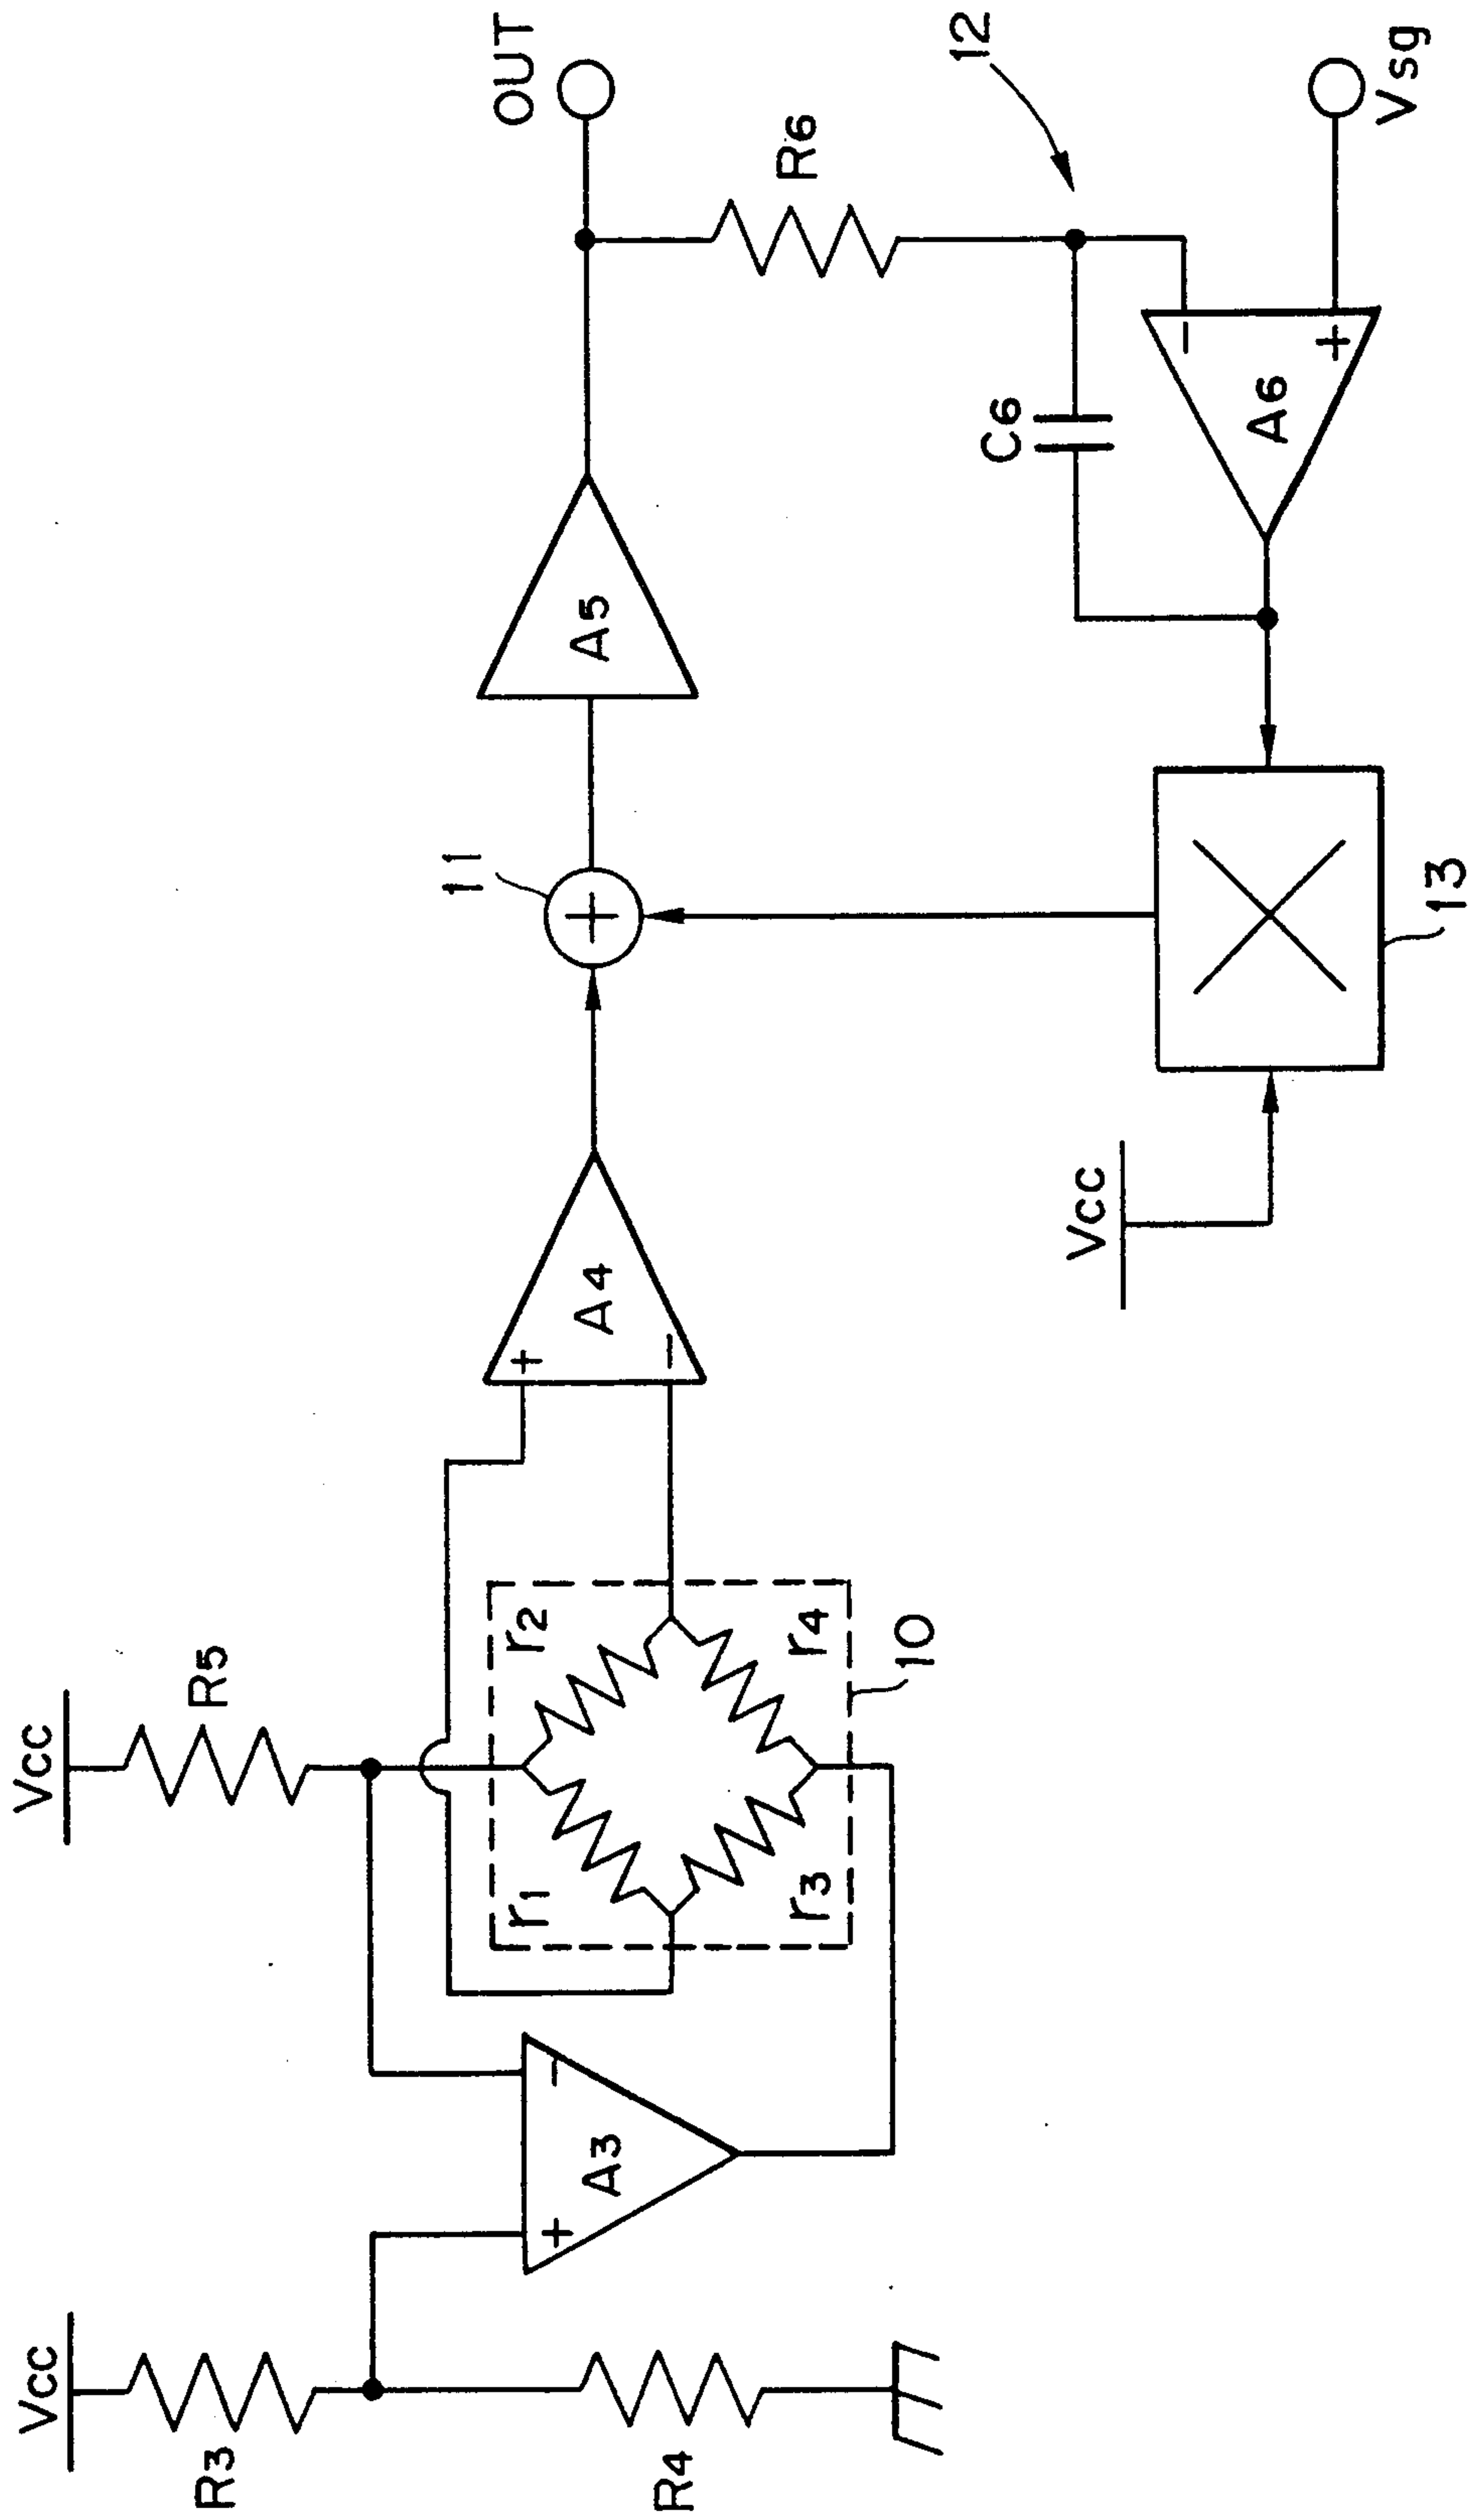 Vcc
Vcc
R3
R5
R4
+
−
A3
r1
r2
r3
r4
10
+
−
A4
11
+
A5
OUT
R6
12
C6
−
+
A6
Vsg
Vcc
13